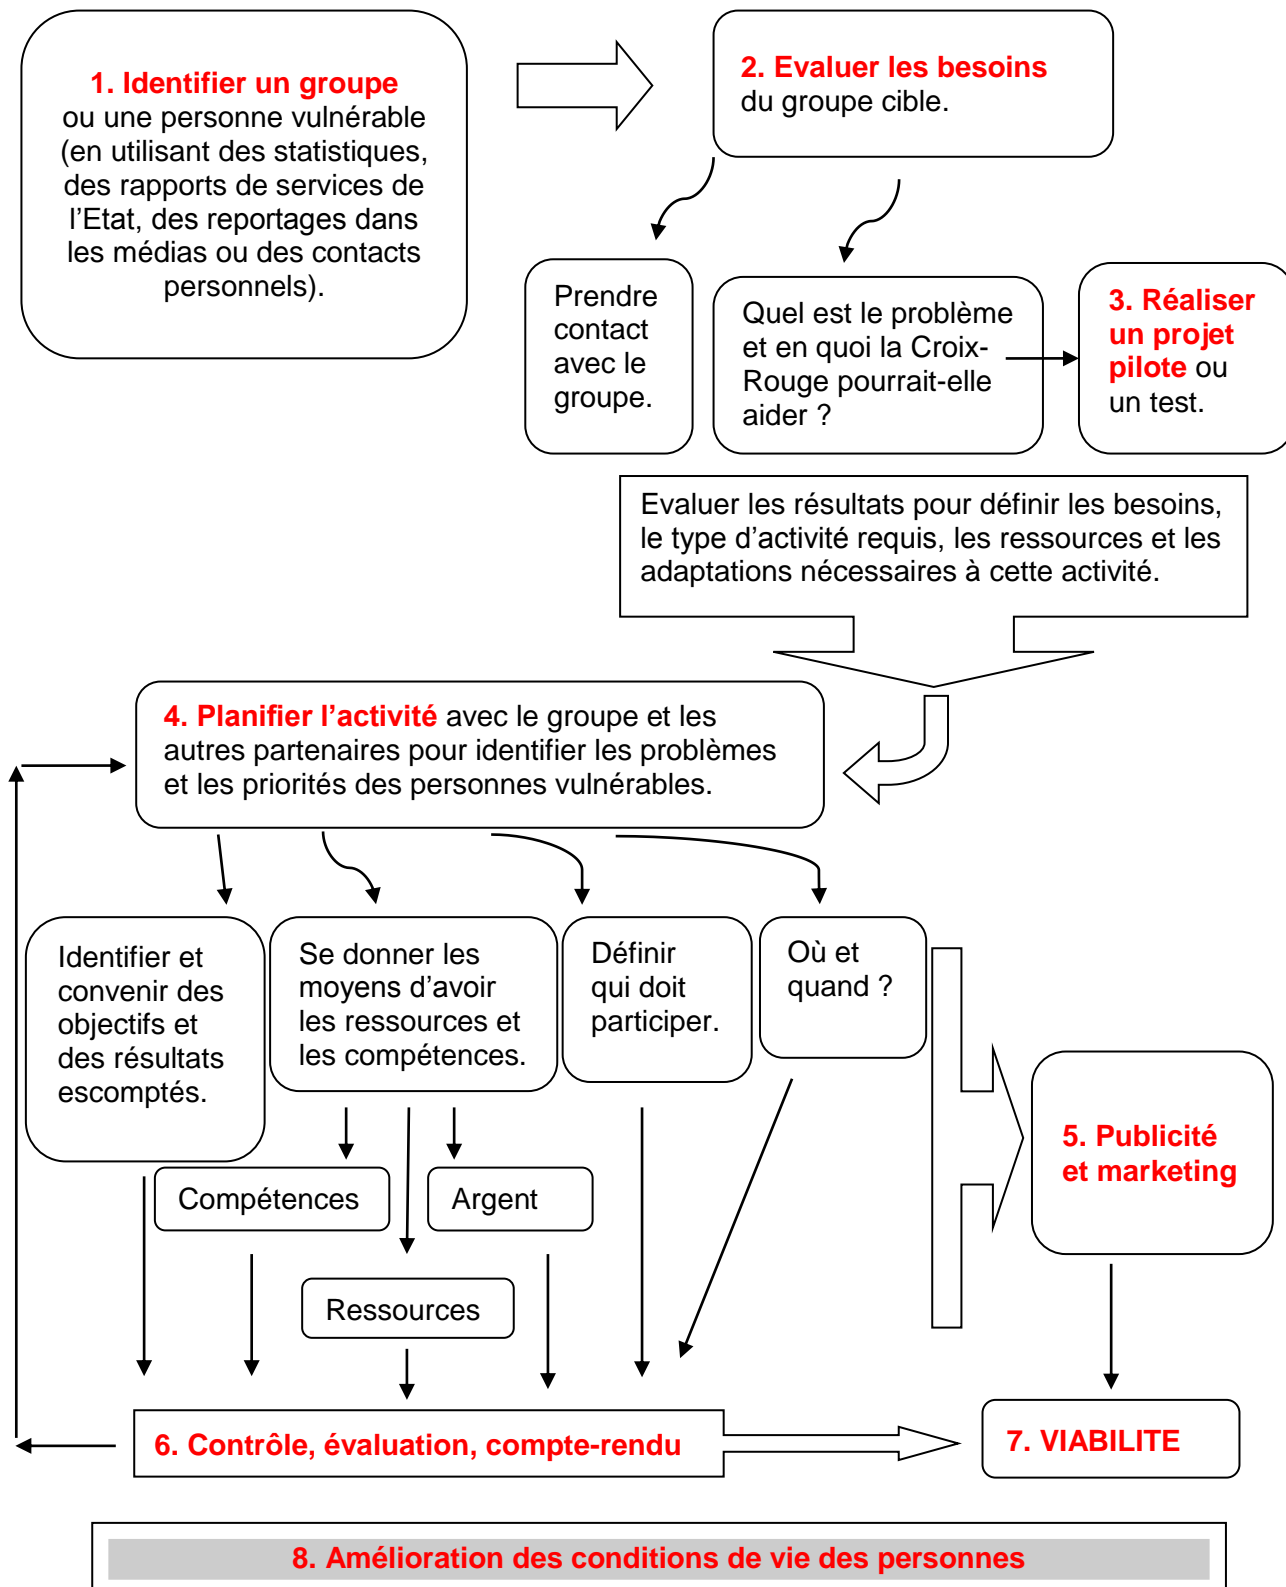 1. Identifier un groupe
ou une personne vulnérable
(en utilisant des statistiques,
des rapports de services de
l’Etat, des reportages dans
les médias ou des contacts
personnels).
2. Evaluer les besoins
du groupe cible.
Prendre
contact
avec le
groupe.
Quel est le problème
et en quoi la Croix-
Rouge pourrait-elle
aider ?
3. Réaliser
un projet
pilote ou
un test.
Evaluer les résultats pour définir les besoins,
le type d’activité requis, les ressources et les
adaptations nécessaires à cette activité.
4. Planifier l’activité avec le groupe et les
autres partenaires pour identifier les problèmes
et les priorités des personnes vulnérables.
Identifier et
convenir des
objectifs et
des résultats
escomptés.
Se donner les
moyens d’avoir
les ressources et
les compétences.
Définir
qui doit
participer.
Où et
quand ?
5. Publicité
et marketing
Compétences
Argent
Ressources
6. Contrôle, évaluation, compte-rendu
7. VIABILITE
8. Amélioration des conditions de vie des personnes